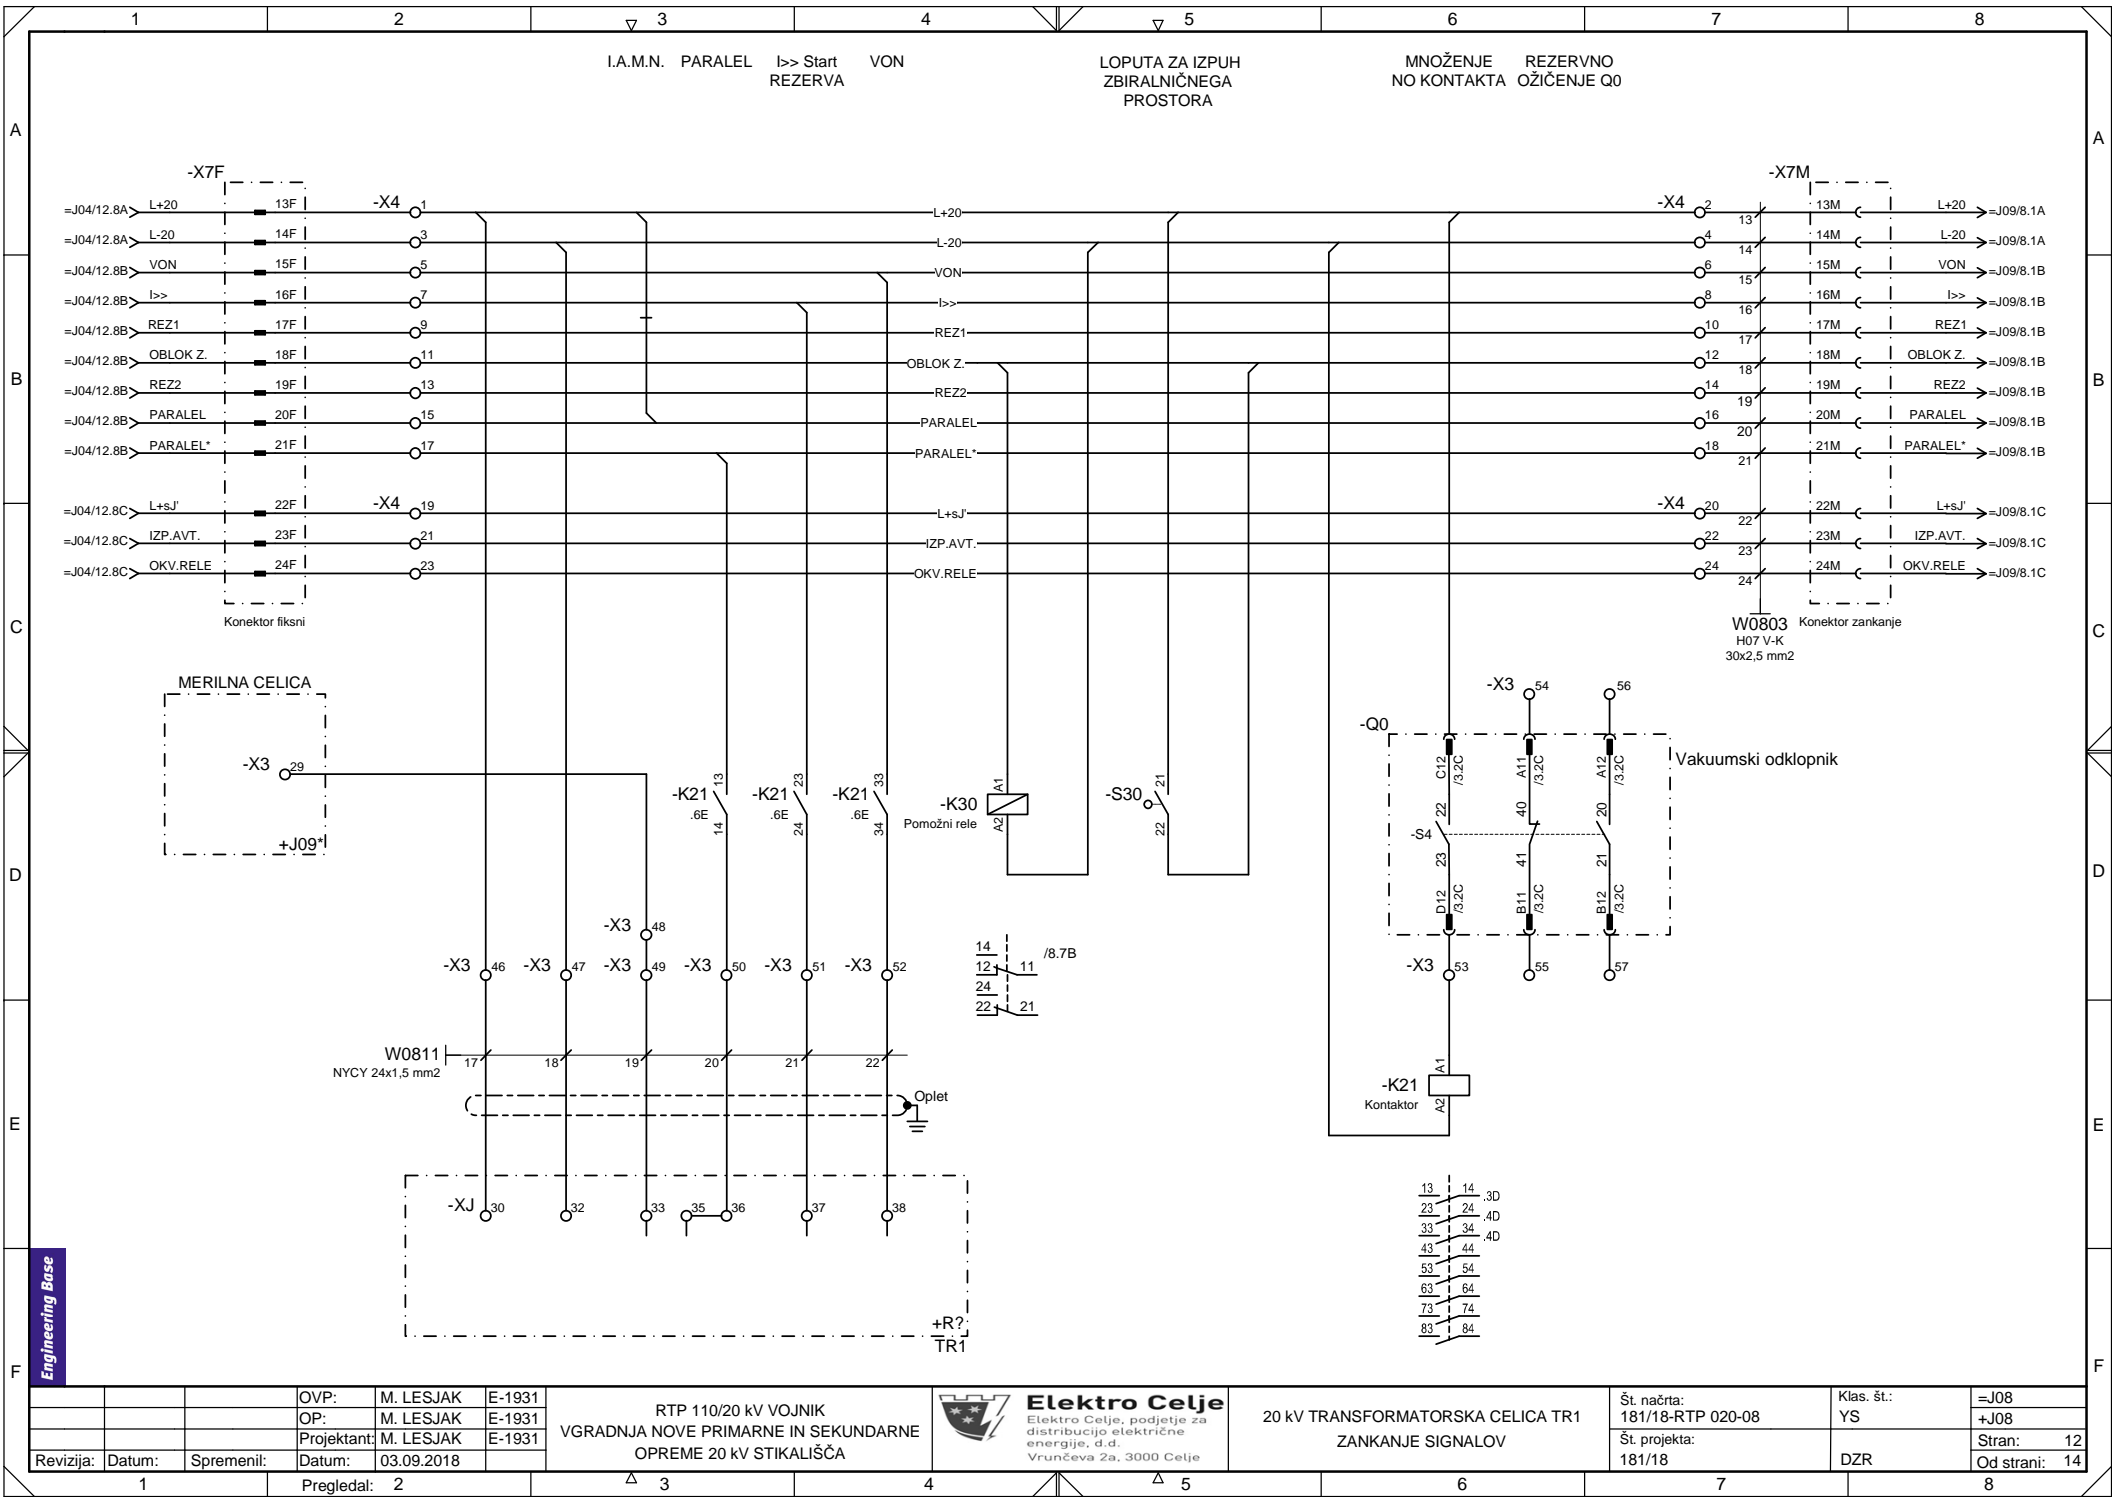 1 2 3 4 5 6 7 8
I.A.M.N. PARALEL I>> Start VON
REZERVA
LOPUTA ZA IZPUH
ZBIRALNIČNEGA
PROSTORA
MNOŽENJE REZERVNO
NO KONTAKTA OŽIČENJE Q0
A A
-X7F -X7M
=J04/12.8A L+20 13F -X4 1 L+20 -X4 2 13 13M L+20 =J09/8.1A
=J04/12.8A L-20 14F 3 L-20 4 14 14M L-20 =J09/8.1A
=J04/12.8B VON 15F 5 VON 6 15 15M VON =J09/8.1B
=J04/12.8B I>> 16F 7 I>> 8 16 16M I>> =J09/8.1B
=J04/12.8B REZ1 17F 9 REZ1 10 17 17M REZ1 =J09/8.1B
=J04/12.8B OBLOK Z. 18F 11 OBLOK Z. 12 18 18M OBLOK Z. =J09/8.1B
B B
=J04/12.8B REZ2 19F 13 REZ2 14 19 19M REZ2 =J09/8.1B
=J04/12.8B PARALEL 20F 15 PARALEL 16 20 20M PARALEL =J09/8.1B
=J04/12.8B PARALEL* 21F 17 PARALEL* 18 21 21M PARALEL* =J09/8.1B
=J04/12.8C L+sJ' 22F -X4 19 L+sJ' -X4 20 22 22M L+sJ' =J09/8.1C
=J04/12.8C IZP.AVT. 23F 21 IZP.AVT. 22 23 23M IZP.AVT. =J09/8.1C
=J04/12.8C OKV.RELE 24F 23 OKV.RELE 24 24 24M OKV.RELE =J09/8.1C
Konektor fiksni
C C
W0803 Konektor zankanje
H07 V-K
30x2,5 mm2
MERILNA CELICA
-X3 29
+J09*
-X3 54 56
-Q0
Vakuumski odklopnik
C12 /3.2C A11 /3.2C A12 /3.2C
22 40 20
-S4
23 41 21
D12 /3.2C B11 /3.2C B12 /3.2C
-X3 53 55 57
-K21 .6E 13 14
-K21 .6E 23 24
-K21 .6E 33 34
-K30 A1 A2
Pomožni rele
-S30 21 22
D D
-X3 48
-X3 46 -X3 47 -X3 49 -X3 50 -X3 51 -X3 52
14
12 11 /8.7B
24
22 21
W0811 17 18 19 20 21 22
NYCY 24x1,5 mm2
Oplet
-K21 A1 A2
Kontaktor
E E
-XJ 30 32 33 35 36 37 38
+R?
TR1
13 14 .3D
23 24 .4D
33 34 .4D
43 44
53 54
63 64
73 74
83 84
Engineering Base
F F
OVP: M. LESJAK E-1931
OP: M. LESJAK E-1931
Projektant: M. LESJAK E-1931
Revizija: Datum: Spremenil: Datum: 03.09.2018
Pregledal:
RTP 110/20 kV VOJNIK
VGRADNJA NOVE PRIMARNE IN SEKUNDARNE
OPREME 20 kV STIKALIŠČA
Elektro Celje
Elektro Celje, podjetje za
distribucijo električne
energije, d.d.
Vrunčeva 2a, 3000 Celje
20 kV TRANSFORMATORSKA CELICA TR1
ZANKANJE SIGNALOV
Št. načrta:
181/18-RTP 020-08
Št. projekta:
181/18
Klas. št.:
YS
DZR
=J08
+J08
Stran: 12
Od strani: 14
1 2 3 4 5 6 7 8